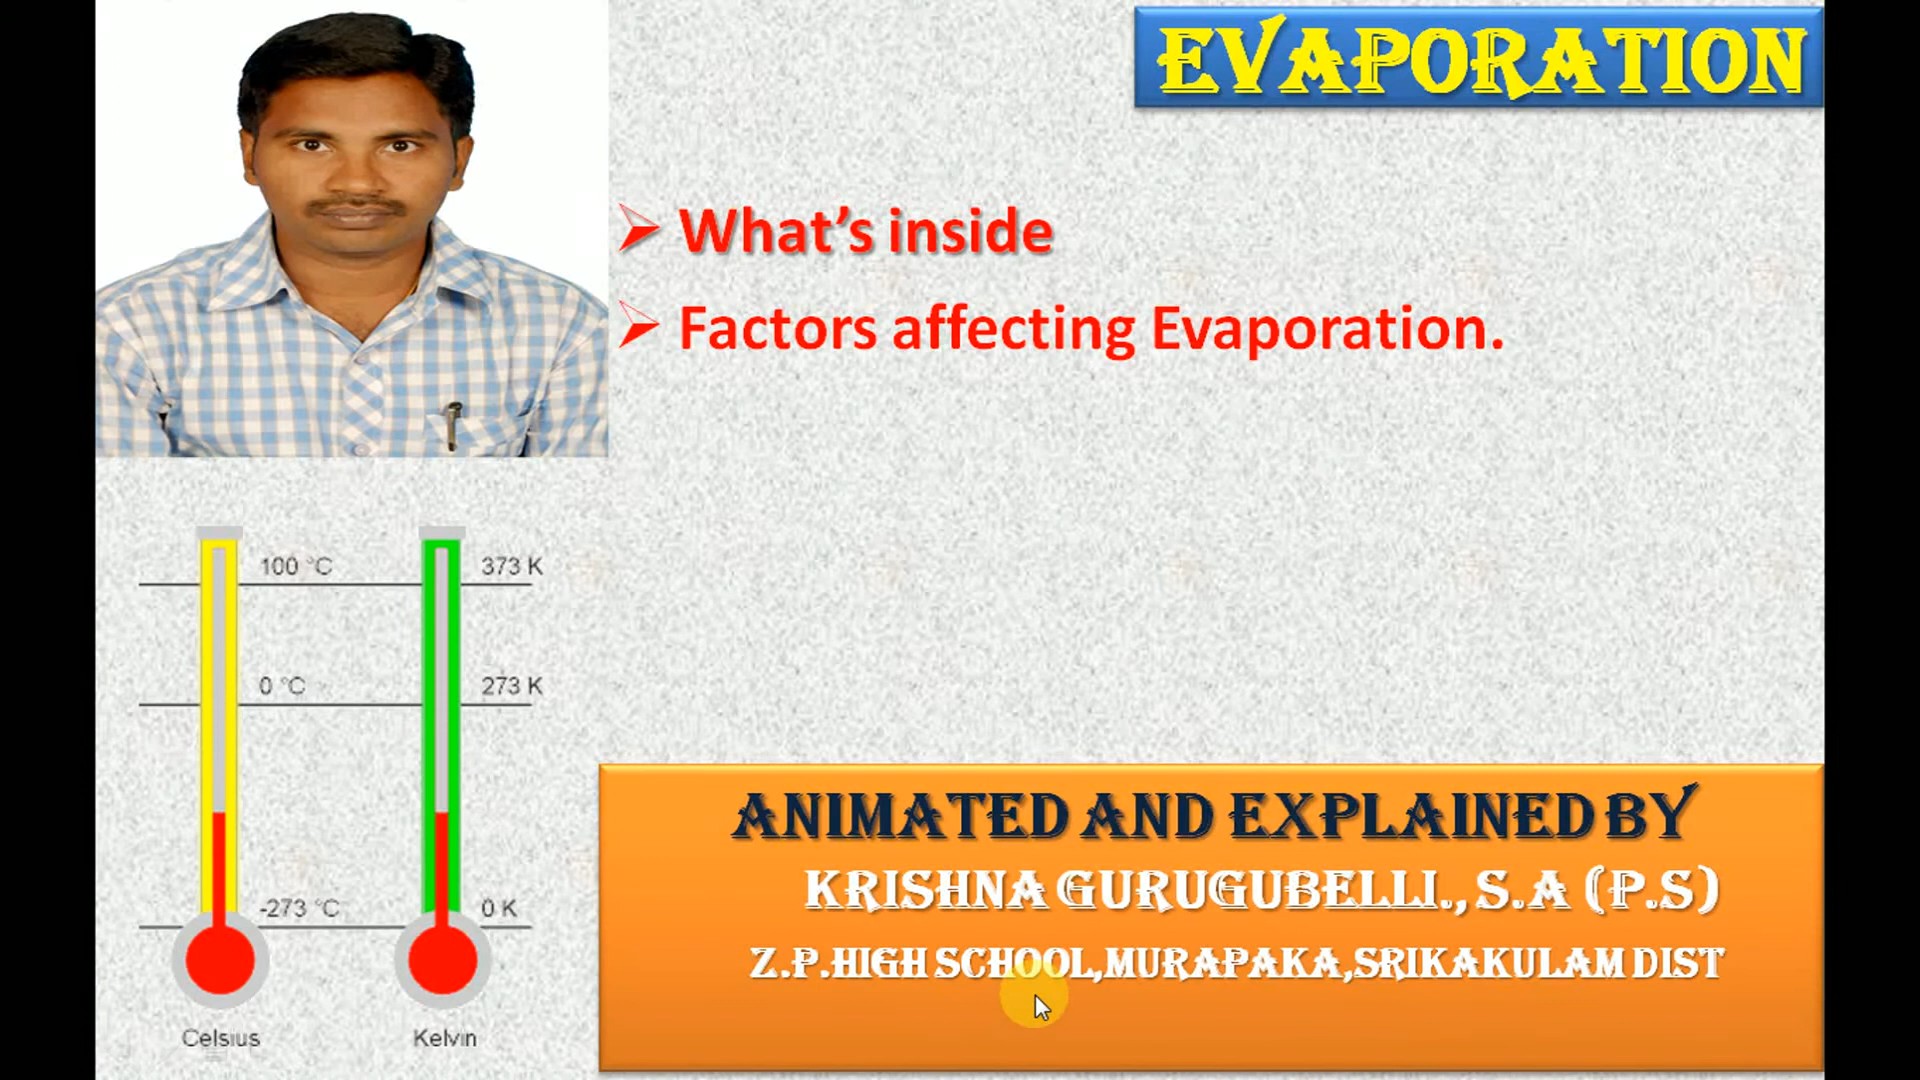 EVAPORATION
What's inside
Factors affecting Evaporation.
100 °C
373 K
0 °C
273 K
-273 °C
0 K
Celsius
Kelvin
ANIMATED AND EXPLAINED BY
KRISHNA GURUGUBELLI., S.A (P.S)
Z.P.HIGH SCHOOL,MURAPAKA,SRIKAKULAM DIST